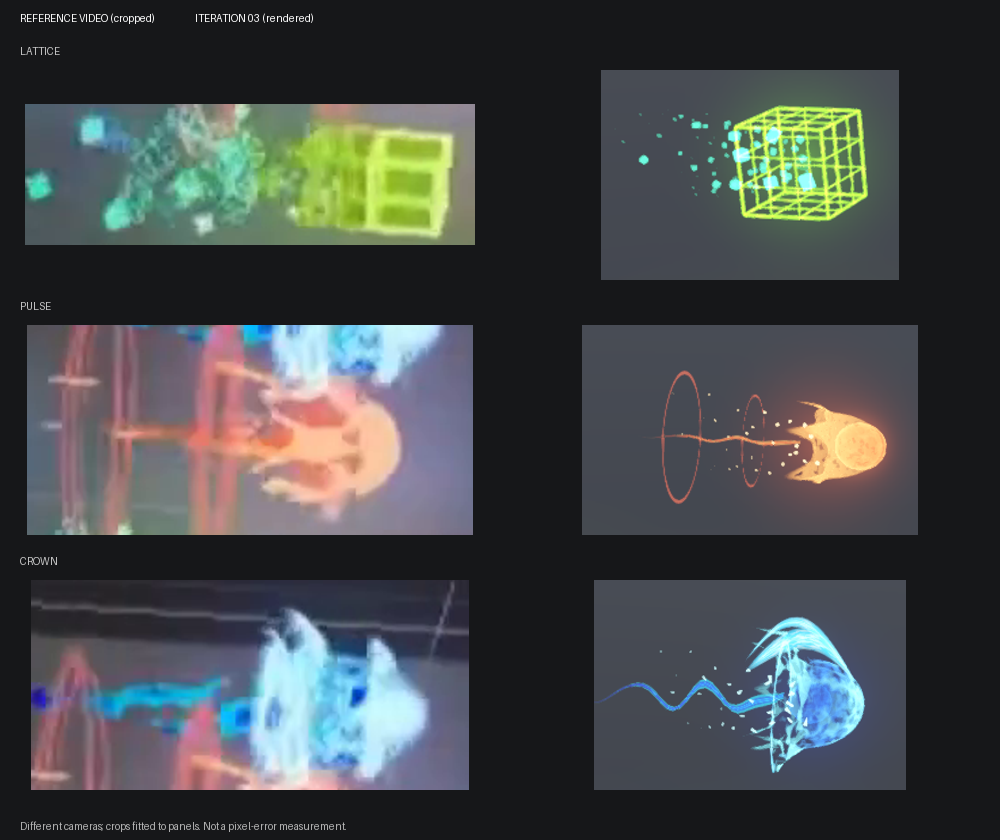 REFERENCE VIDEO (cropped) ITERATION 03 (rendered)
LATTICE
PULSE
CROWN
Different cameras; crops fitted to panels. Not a pixel-error measurement.